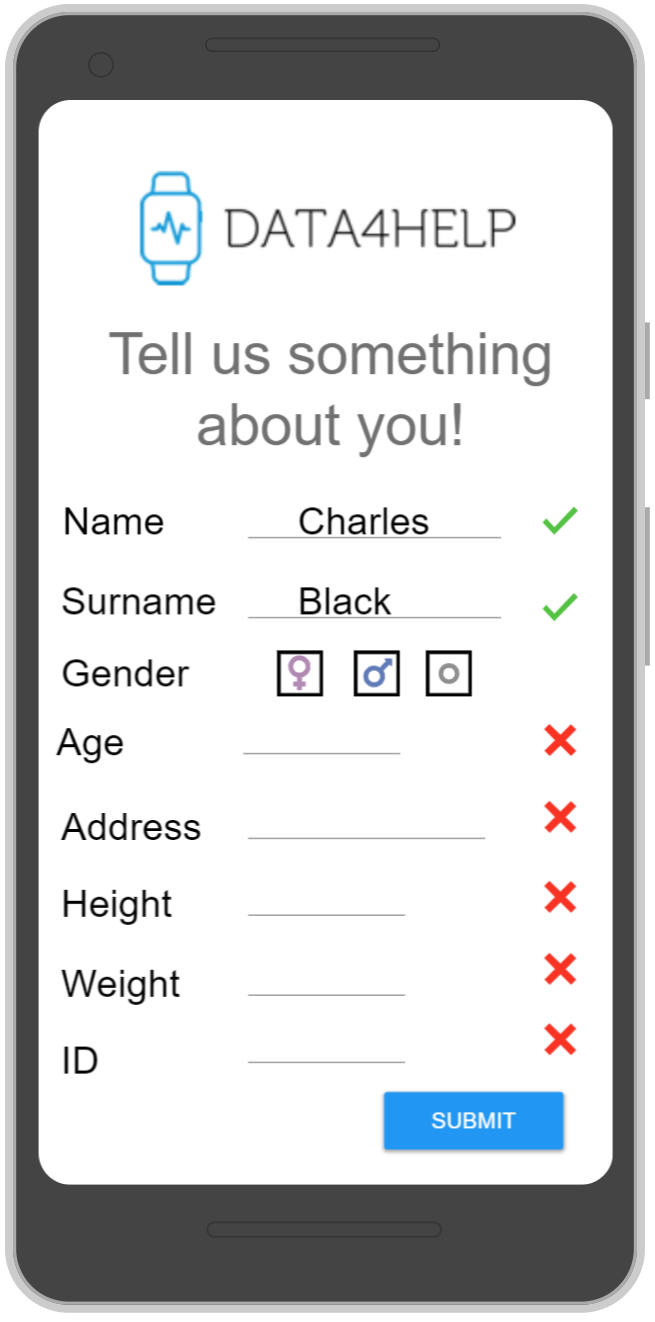 DATA4HELP
Tell us something
about you!
Name Charles
Surname Black
Gender
Age
Address
Height
Weight
ID
SUBMIT